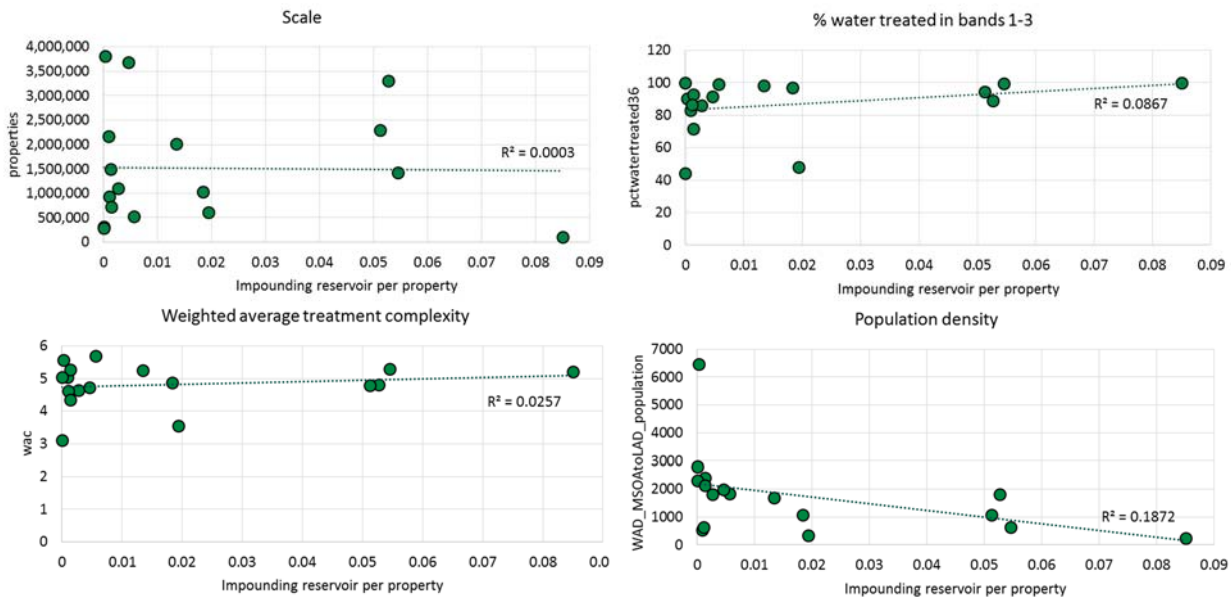 Scale
4,000,000
3,500,000
3,000,000
2,500,000
2,000,000
1,500,000
1,000,000
500,000
0
properties
R² = 0.0003
0 0.01 0.02 0.03 0.04 0.05 0.06 0.07 0.08 0.09
Impounding reservoir per property
% water treated in bands 1-3
120
100
80
60
40
20
0
pctwatertreated36
R² = 0.0867
0 0.01 0.02 0.03 0.04 0.05 0.06 0.07 0.08 0.09
Impounding reservoir per property
Weighted average treatment complexity
6
5
4
3
2
1
0
wac
R² = 0.0257
0 0.01 0.02 0.03 0.04 0.05 0.06 0.07 0.08 0.0
Impounding reservoir per property
Population density
7000
6000
5000
4000
3000
2000
1000
0
WAD_MSOAtoLAD_population
R² = 0.1872
0 0.01 0.02 0.03 0.04 0.05 0.06 0.07 0.08 0.09
Impounding reservoir per property